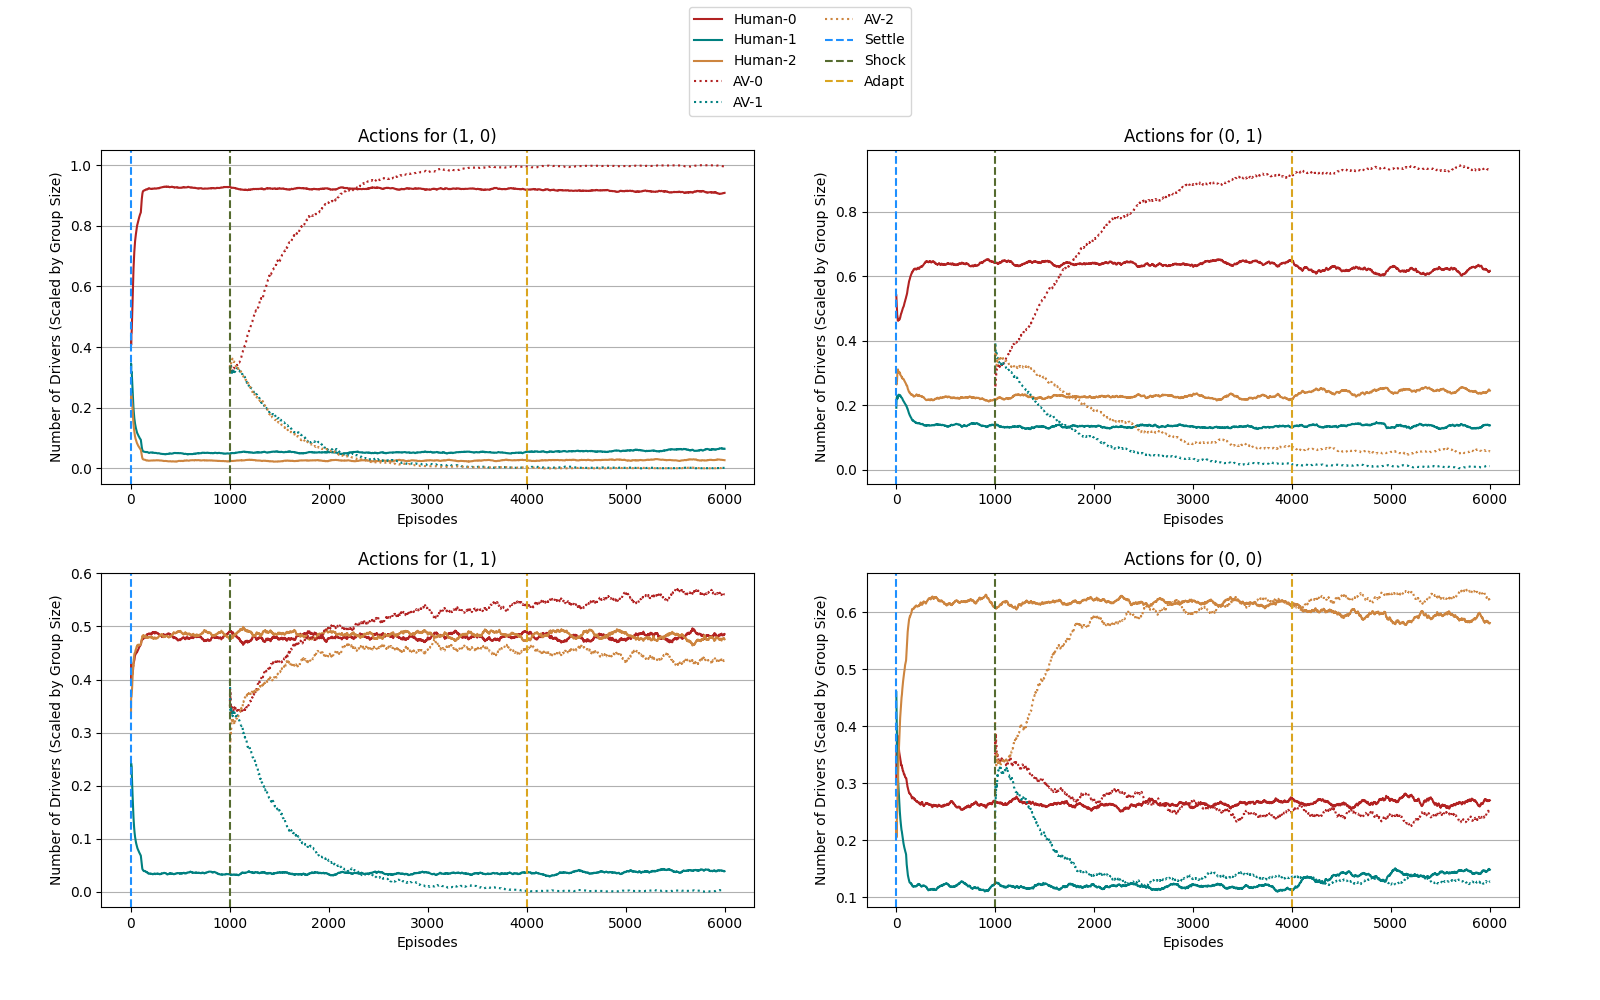 Human-0
Human-1
Human-2
AV-0
AV-1
AV-2
Settle
Shock
Adapt
Actions for (1, 0)
Number of Drivers (Scaled by Group Size)
1.0
0.8
0.6
0.4
0.2
0.0
0 1000 2000 3000 4000 5000 6000
Episodes
Actions for (0, 1)
Number of Drivers (Scaled by Group Size)
0.8
0.6
0.4
0.2
0.0
0 1000 2000 3000 4000 5000 6000
Episodes
Actions for (1, 1)
Number of Drivers (Scaled by Group Size)
0.6
0.5
0.4
0.3
0.2
0.1
0.0
0 1000 2000 3000 4000 5000 6000
Episodes
Actions for (0, 0)
Number of Drivers (Scaled by Group Size)
0.6
0.5
0.4
0.3
0.2
0.1
0 1000 2000 3000 4000 5000 6000
Episodes